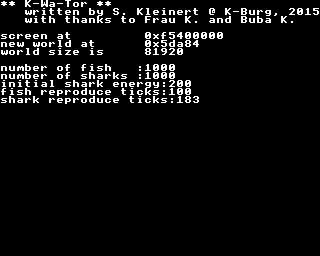 ** K-Wa-Tor **
written by S. Kleinert @ K-Burg, 2015
with thanks to Frau K. and Buba K.
screen at 0xf5400000
new world at 0x5da84
world size is 81920
number of fish :1000
number of sharks :1000
initial shark energy:200
fish reproduce ticks:100
shark reproduce ticks:183